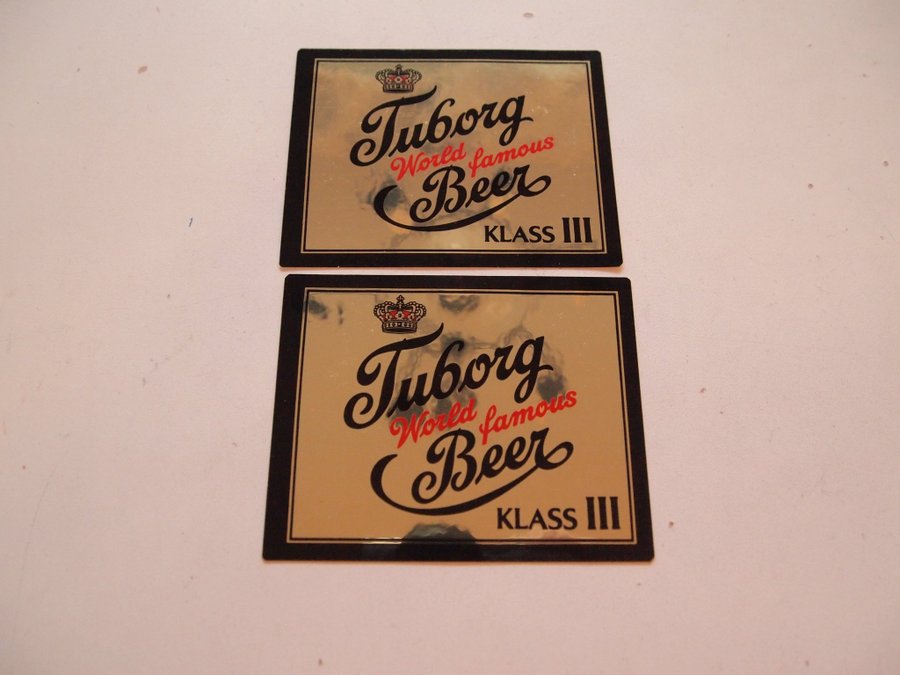 Tuborg
World famous
Beer
KLASS III
Tuborg
World famous
Beer
KLASS III